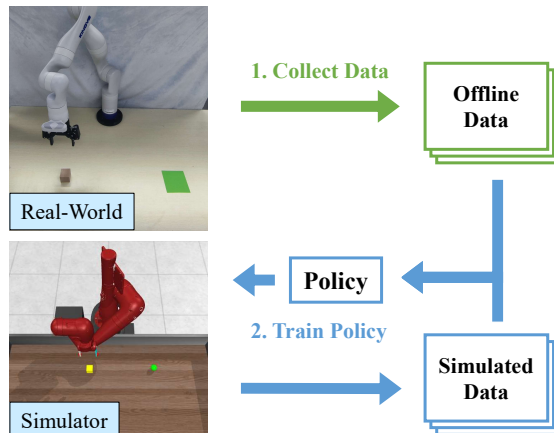 1. Collect Data
Offline
Data
Real-World
Policy
2. Train Policy
Simulated
Data
Simulator